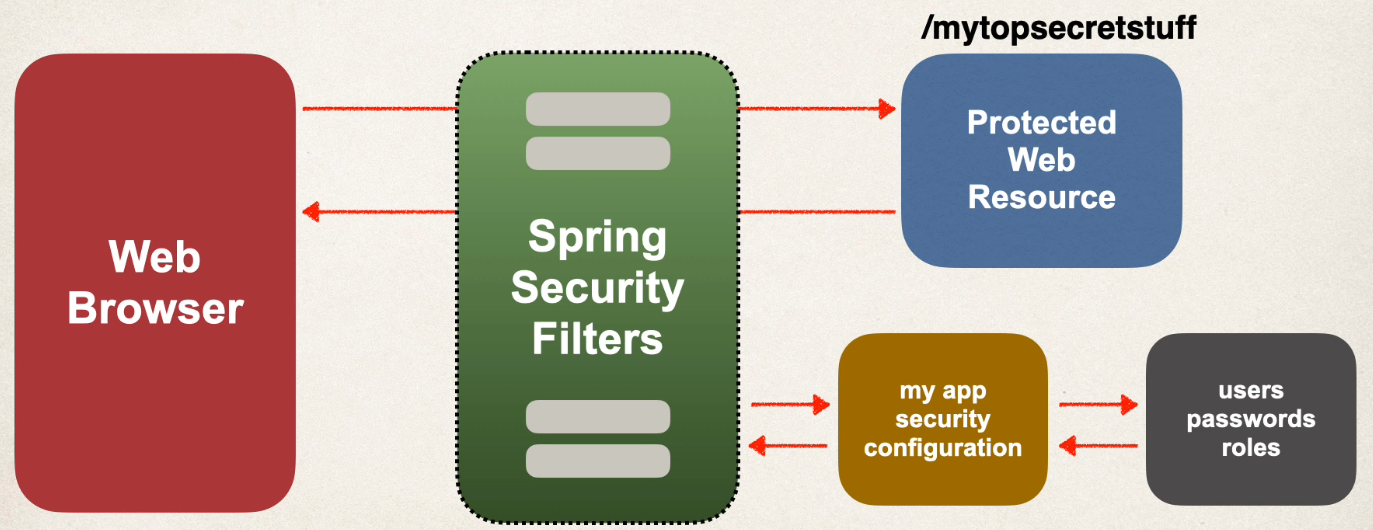 /mytopsecretstuff
Web
Browser
Spring
Security
Filters
Protected
Web
Resource
my app
security
configuration
users
passwords
roles